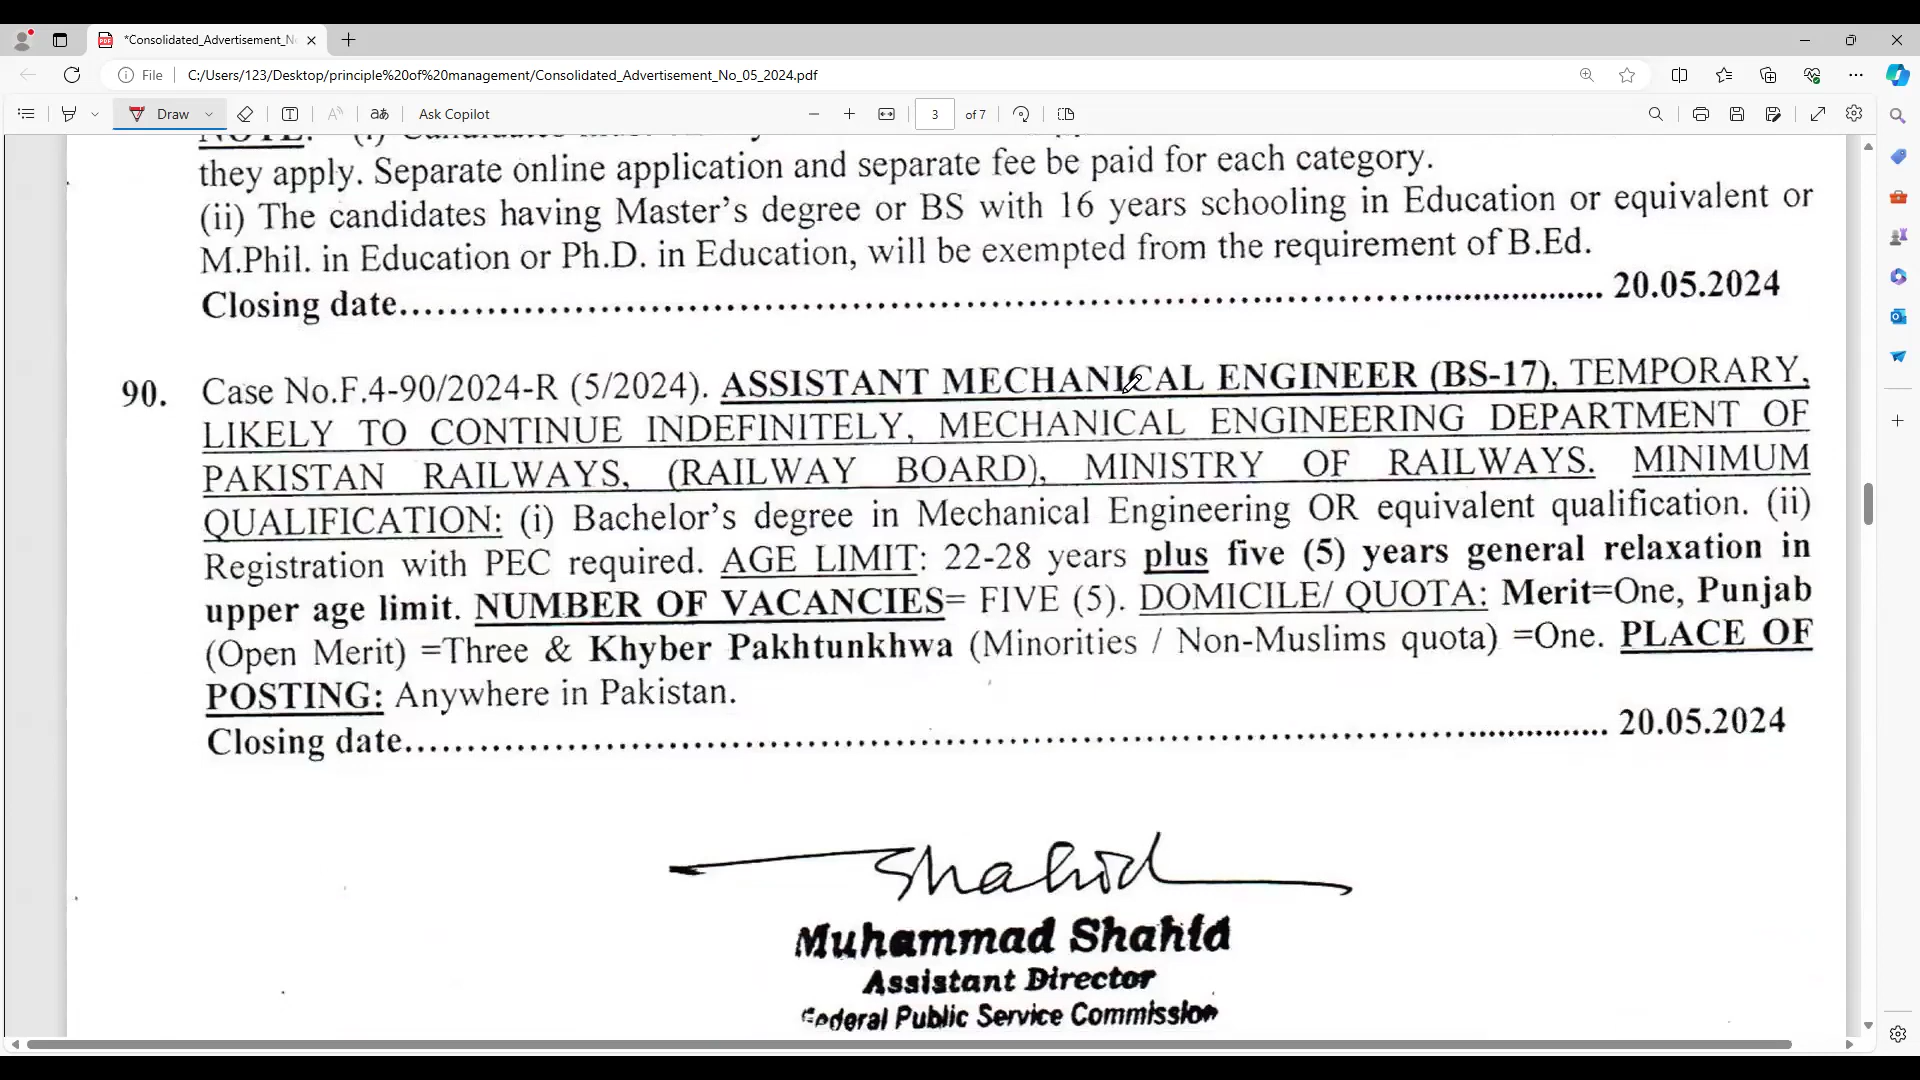 *Consolidated_Advertisement_N
File
C:/Users/123/Desktop/principle%20of%20management/Consolidated_Advertisement_No_05_2024.pdf
Draw
Ask Copilot
3
of 7
they apply. Separate online application and separate fee be paid for each category.
(ii) The candidates having Master's degree or BS with 16 years schooling in Education or equivalent or
M.Phil. in Education or Ph.D. in Education, will be exempted from the requirement of B.Ed.
Closing date.................................................................................................... 20.05.2024
90. Case No.F.4-90/2024-R (5/2024). ASSISTANT MECHANICAL ENGINEER (BS-17), TEMPORARY,
LIKELY TO CONTINUE INDEFINITELY, MECHANICAL ENGINEERING DEPARTMENT OF
PAKISTAN RAILWAYS, (RAILWAY BOARD), MINISTRY OF RAILWAYS. MINIMUM
QUALIFICATION: (i) Bachelor's degree in Mechanical Engineering OR equivalent qualification. (ii)
Registration with PEC required. AGE LIMIT: 22-28 years plus five (5) years general relaxation in
upper age limit. NUMBER OF VACANCIES= FIVE (5). DOMICILE/ QUOTA: Merit=One, Punjab
(Open Merit) =Three & Khyber Pakhtunkhwa (Minorities / Non-Muslims quota) =One. PLACE OF
POSTING: Anywhere in Pakistan.
Closing date.................................................................................................... 20.05.2024
Shahid
Muhammad Shahid
Assistant Director
Federal Public Service Commission